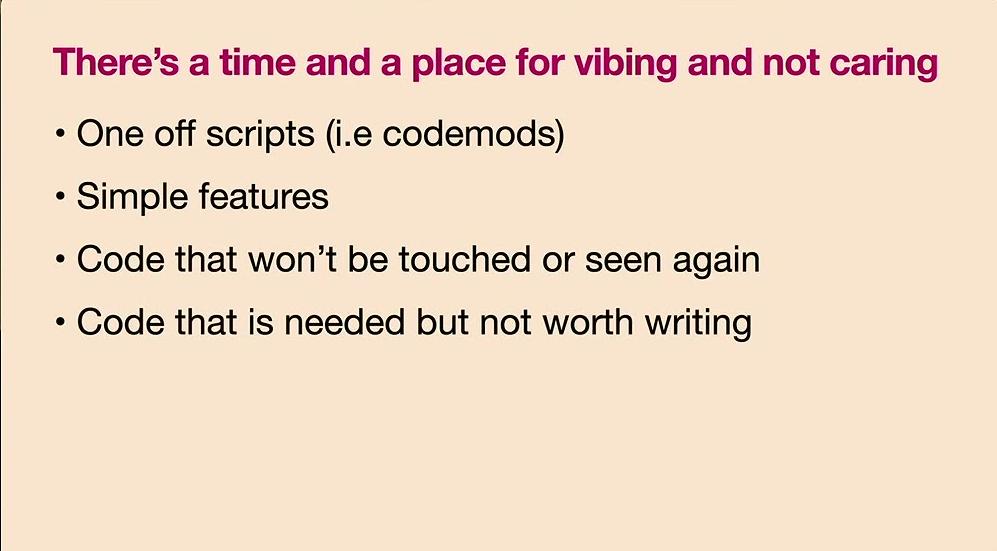 There’s a time and a place for vibing and not caring
• One off scripts (i.e codemods)
• Simple features
• Code that won’t be touched or seen again
• Code that is needed but not worth writing